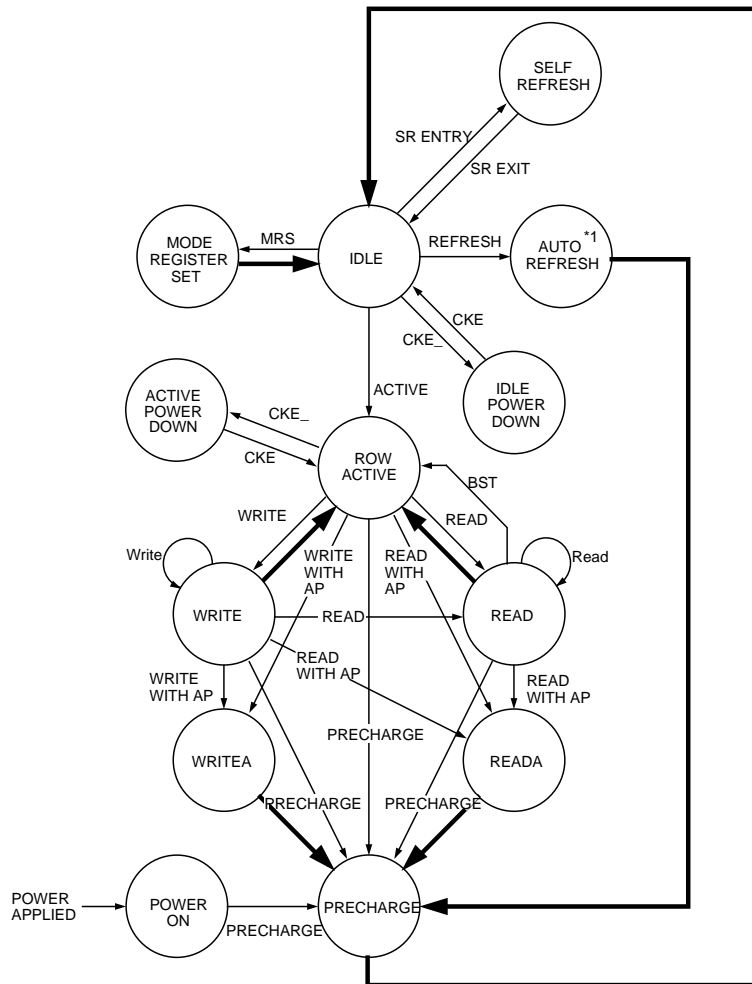 SELF
REFRESH
SR ENTRY
SR EXIT
MODE
REGISTER
SET
MRS
IDLE
REFRESH
AUTO *1
REFRESH
CKE
CKE_
ACTIVE
POWER
DOWN
IDLE
POWER
DOWN
ACTIVE
CKE_
CKE
ROW
ACTIVE
BST
WRITE
READ
Write
WRITE
WITH
AP
READ
WITH
AP
Read
WRITE
READ
READ
WRITE
WITH AP
READ
WITH AP
READ
WITH AP
WRITEA
PRECHARGE
READA
PRECHARGE
PRECHARGE
POWER
APPLIED
POWER
ON
PRECHARGE
PRECHARGE